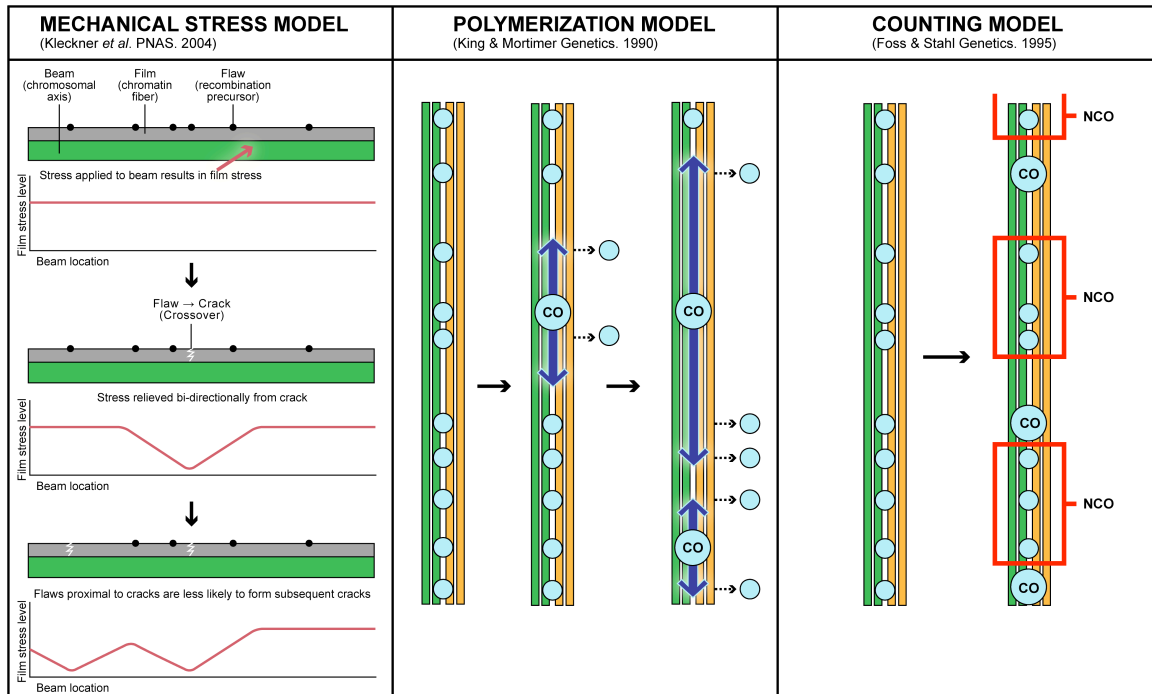 MECHANICAL STRESS MODEL
(Kleckner et al. PNAS. 2004)
Beam
(chromosomal
axis)
Film
(chromatin
fiber)
Flaw
(recombination
precursor)
Stress applied to beam results in film stress
Film stress level
Beam location
Flaw → Crack
(Crossover)
Stress relieved bi-directionally from crack
Film stress level
Beam location
Flaws proximal to cracks are less likely to form subsequent cracks
Film stress level
Beam location
POLYMERIZATION MODEL
(King & Mortimer Genetics. 1990)
CO
CO
CO
COUNTING MODEL
(Foss & Stahl Genetics. 1995)
NCO
CO
NCO
CO
NCO
CO